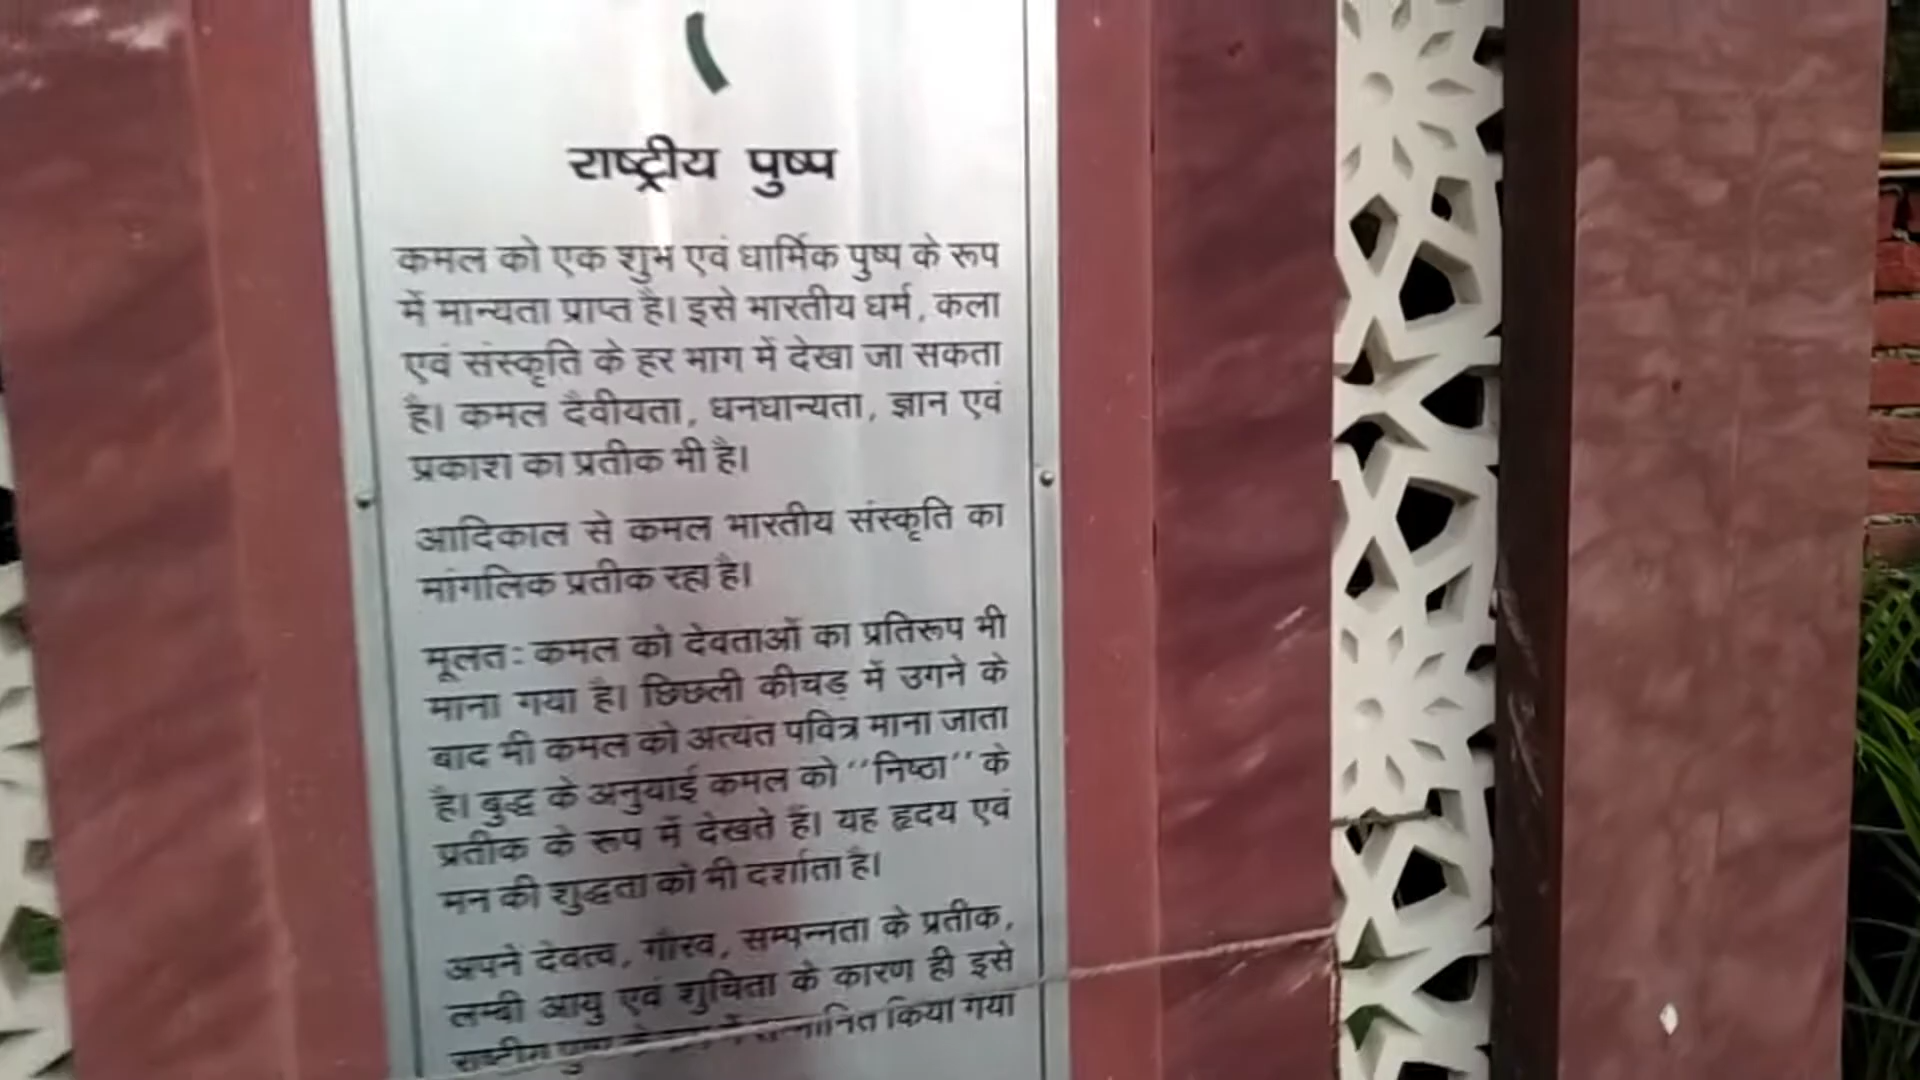 राष्ट्रीय पुष्प
कमल को एक शुभ एवं धार्मिक पुष्प के रूप
में मान्यता प्राप्त है। इसे भारतीय धर्म, कला
एवं संस्कृति के हर भाग में देखा जा सकता
है। कमल दैवीयता, धनधान्यता, ज्ञान एवं
प्रकाश का प्रतीक भी है।
आदिकाल से कमल भारतीय संस्कृति का
मांगलिक प्रतीक रहा है।
मूलतः कमल को देवताओं का प्रतिरूप भी
माना गया है। छिछली कीचड़ में उगने के
बाद भी कमल को अत्यंत पवित्र माना जाता
है। बुद्ध के अनुयाई कमल को "निष्ठा" के
प्रतीक के रूप में देखते हैं। यह हृदय एवं
मन की शुद्धता को भी दर्शाता है।
अपने देवत्व, गौरव, सम्पन्नता के प्रतीक,
लम्बी आयु एवं शुचिता के कारण ही इसे
राष्ट्रीय पुष्प किया गया